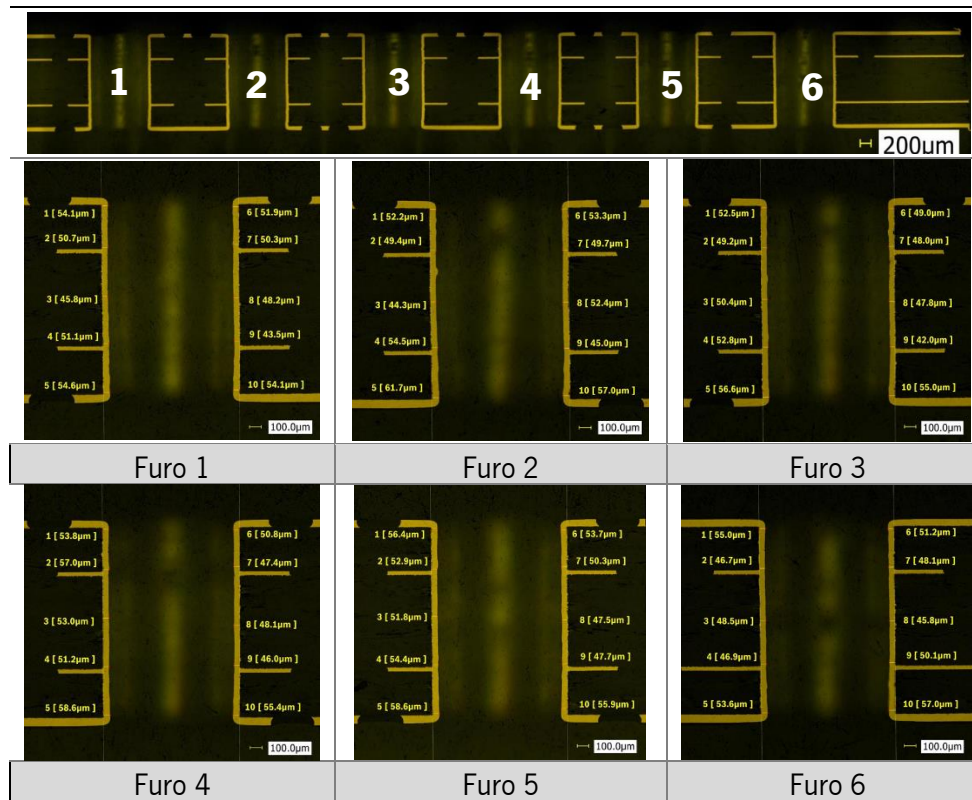 1 2 3 4 5 6
200µm
1 [ 54.1µm ] 6 [ 51.9µm ]
2 [ 50.7µm ] 7 [ 50.3µm ]
3 [ 45.8µm ] 8 [ 48.2µm ]
4 [ 51.1µm ] 9 [ 43.5µm ]
5 [ 54.6µm ] 10 [ 54.1µm ]
100.0µm
1 [ 52.2µm ] 6 [ 53.3µm ]
2 [ 49.4µm ] 7 [ 49.7µm ]
3 [ 44.3µm ] 8 [ 52.4µm ]
4 [ 54.5µm ] 9 [ 45.0µm ]
5 [ 61.7µm ] 10 [ 57.0µm ]
100.0µm
1 [ 52.5µm ] 6 [ 49.0µm ]
2 [ 49.2µm ] 7 [ 48.0µm ]
3 [ 50.4µm ] 8 [ 47.8µm ]
4 [ 52.8µm ] 9 [ 42.0µm ]
5 [ 56.6µm ] 10 [ 55.0µm ]
100.0µm
Furo 1 Furo 2 Furo 3
1 [ 53.8µm ] 6 [ 50.8µm ]
2 [ 57.0µm ] 7 [ 47.4µm ]
3 [ 53.0µm ] 8 [ 48.1µm ]
4 [ 51.2µm ] 9 [ 46.0µm ]
5 [ 58.6µm ] 10 [ 55.4µm ]
100.0µm
1 [ 56.4µm ] 6 [ 53.7µm ]
2 [ 52.9µm ] 7 [ 50.3µm ]
3 [ 51.8µm ] 8 [ 47.5µm ]
4 [ 54.4µm ] 9 [ 47.7µm ]
5 [ 58.6µm ] 10 [ 55.9µm ]
100.0µm
1 [ 55.0µm ] 6 [ 51.2µm ]
2 [ 46.7µm ] 7 [ 48.1µm ]
3 [ 48.5µm ] 8 [ 45.8µm ]
4 [ 46.9µm ] 9 [ 50.1µm ]
5 [ 53.6µm ] 10 [ 57.0µm ]
100.0µm
Furo 4 Furo 5 Furo 6